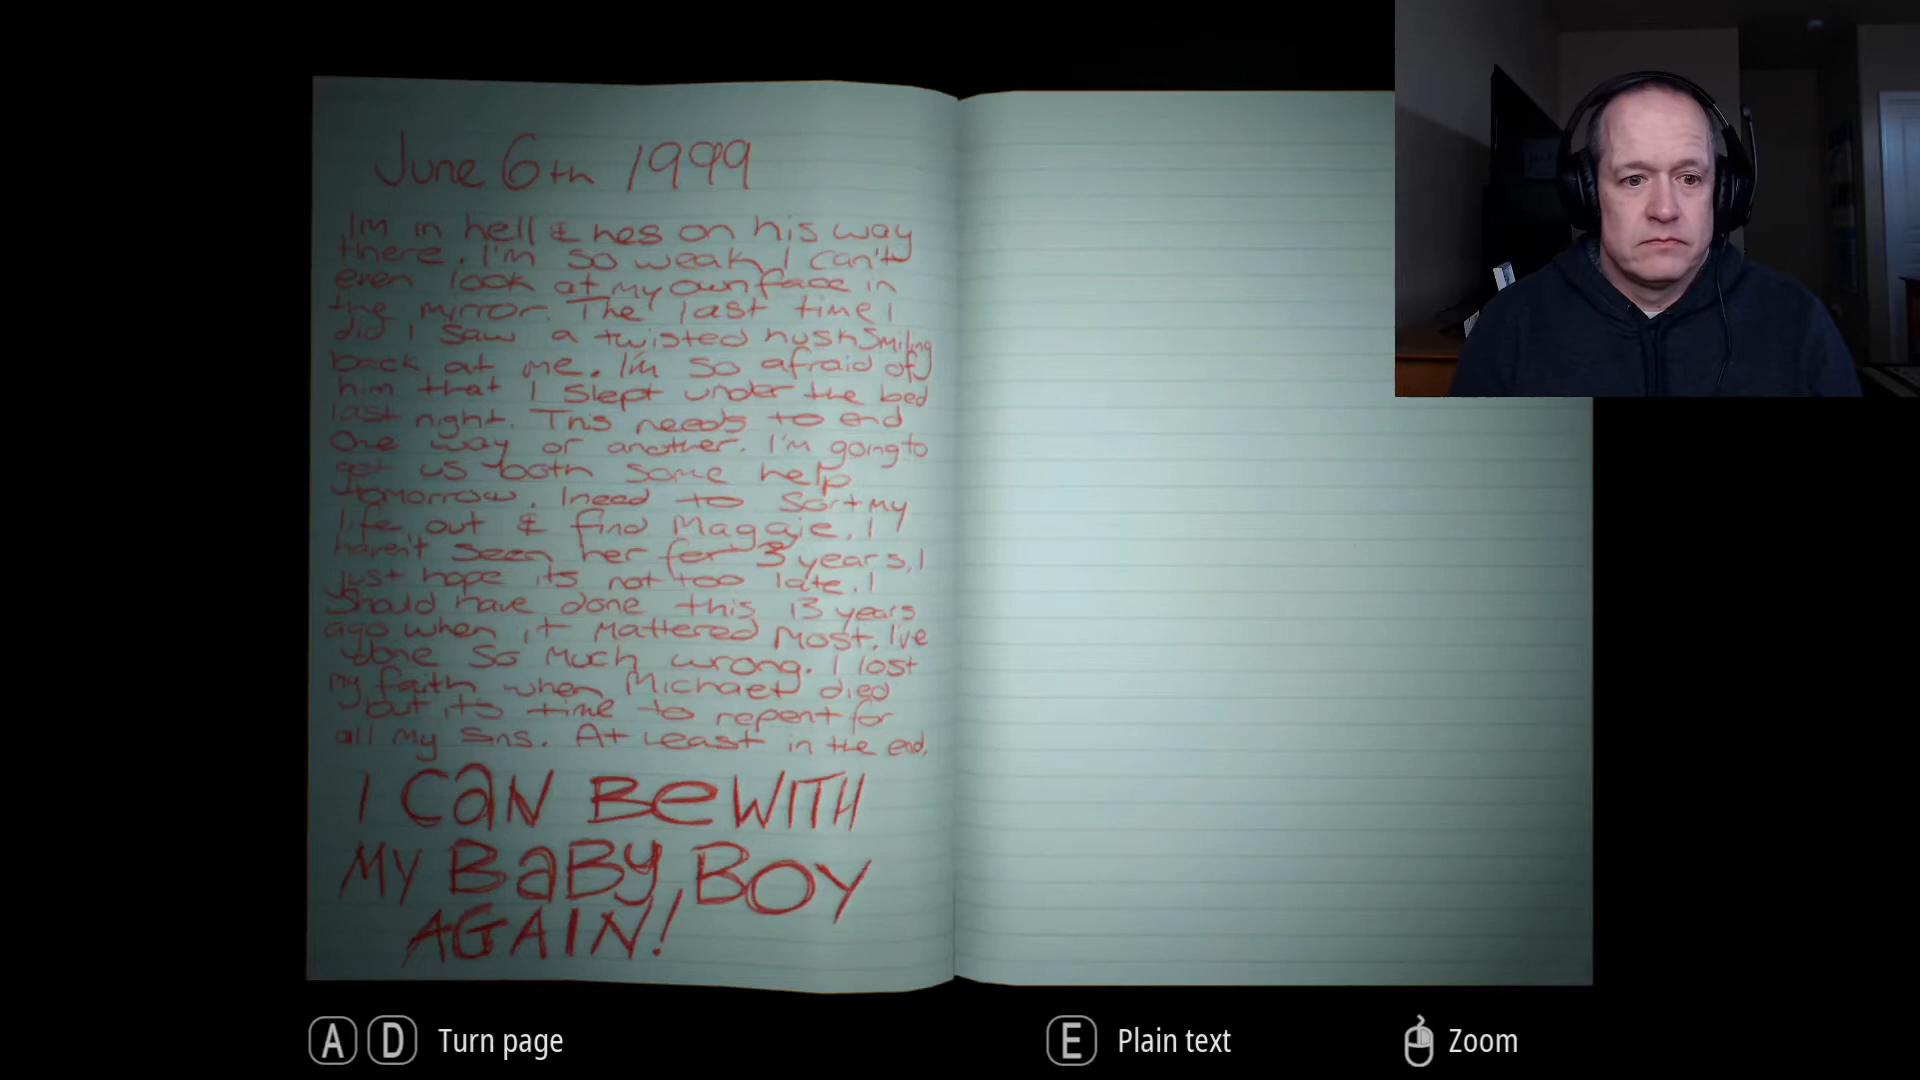 June 6th 1999
Im in hell & hes on his way
there. I'm so weak I can't
even look at my own face in
the mirror. The last time I
did I saw a twisted husk smiling
back at me. I'm so afraid of
him that I slept under the bed
last night. This needs to end
one way or another. I'm going to
get us both some help
tomorrow. I need to sort my
life out & find Maggie. I
haven't seen her for 3 years, I
just hope its not too late. I
should have done this 13 years
ago when it mattered most. I've
done so much wrong. I lost
my faith when Michael died
but its time to repent for
all my sins. At least in the end,
I CaN Be WITH
MY BaBy, BOY
AGAIN!
A D Turn page
E Plain text
Zoom